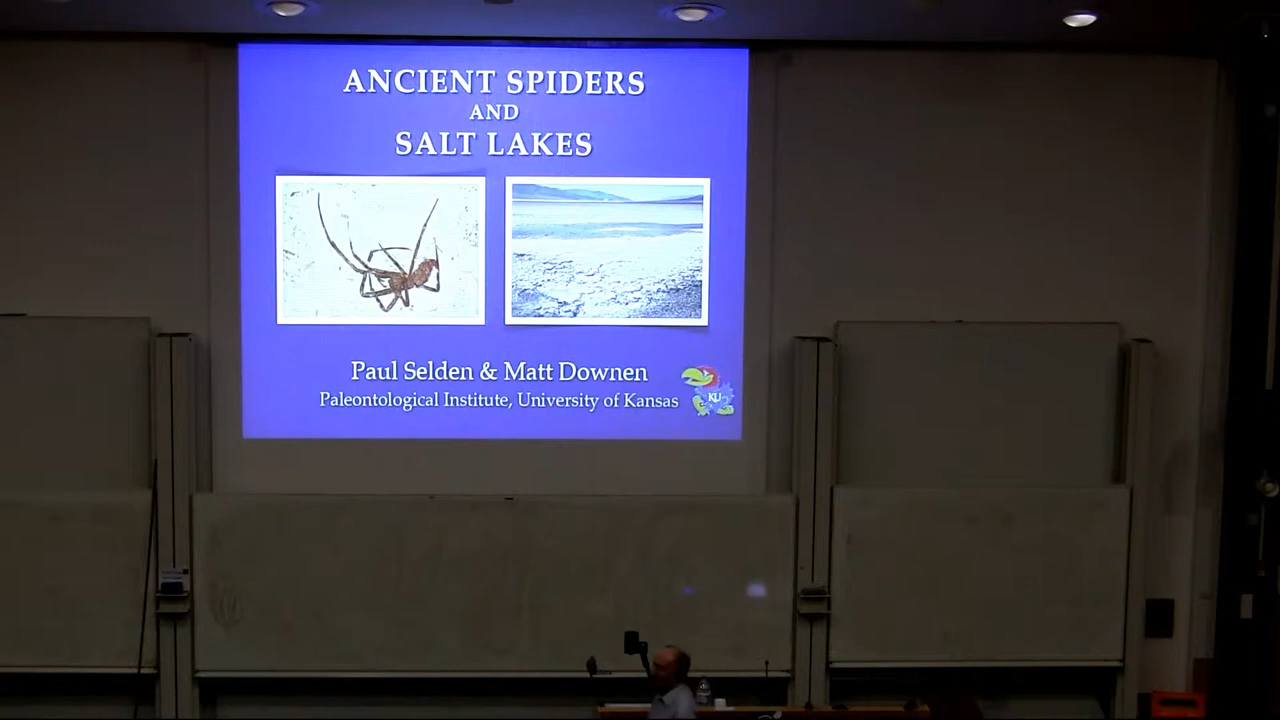 ANCIENT SPIDERS
AND
SALT LAKES
Paul Selden & Matt Downen
Paleontological Institute, University of Kansas
KU